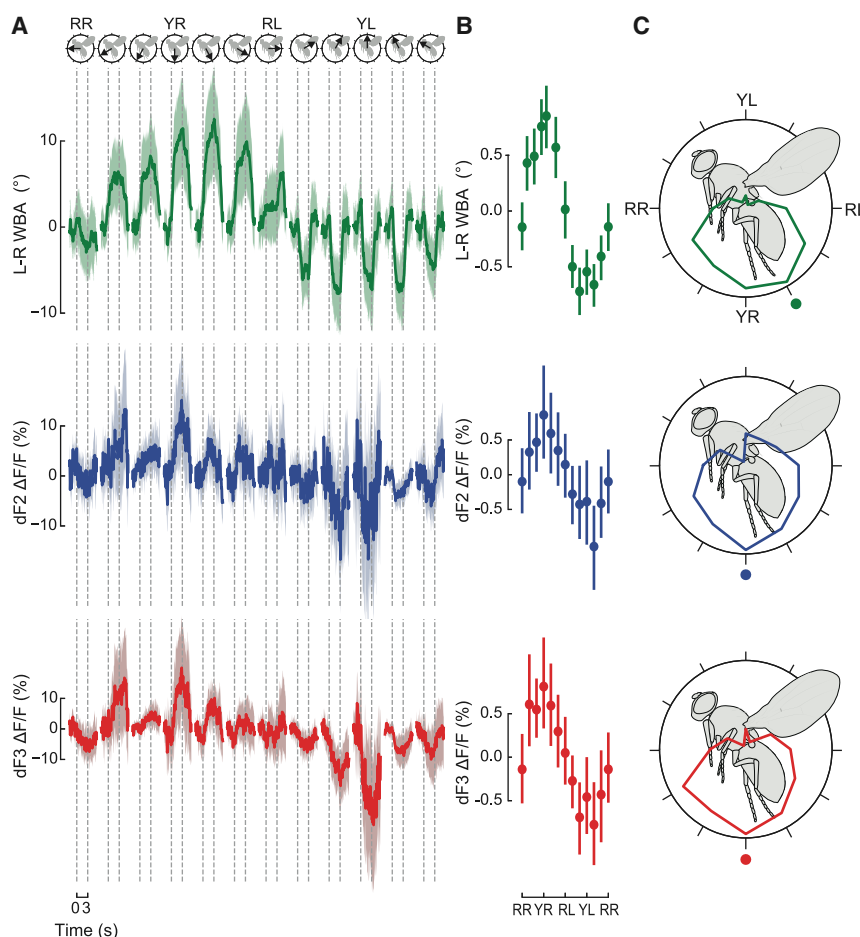 A
B
C
RR
YR
RL
YL
L-R WBA (°)
10
0
−10
L-R WBA (°)
0.5
0.0
-0.5
YL
RR
RL
YR
dF2 ΔF/F (%)
10
0
−10
dF2 ΔF/F (%)
0.5
0.0
-0.5
dF3 ΔF/F (%)
10
0
−10
dF3 ΔF/F (%)
0.5
0.0
-0.5
0 3
Time (s)
RR YR RL YL RR